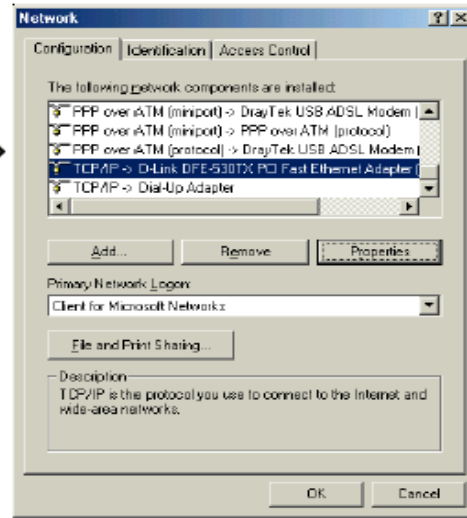 Network
Configuration Identification Access Control
The following network components are installed:
PPP over ATM (miniport) -> DrayTek USB ADSL Modem (
PPP over ATM (miniport) -> PPP over ATM (protocol)
PPP over ATM (protocol) -> DrayTek USB ADSL Modem (
TCP/IP -> D-Link DFE-530TX PCI Fast Ethernet Adapter (
TCP/IP -> Dial-Up Adapter
Add... Remove Properties
Primary Network Logon:
Client for Microsoft Networks
File and Print Sharing...
Description
TCP/IP is the protocol you use to connect to the Internet and
wide-area networks.
OK Cancel